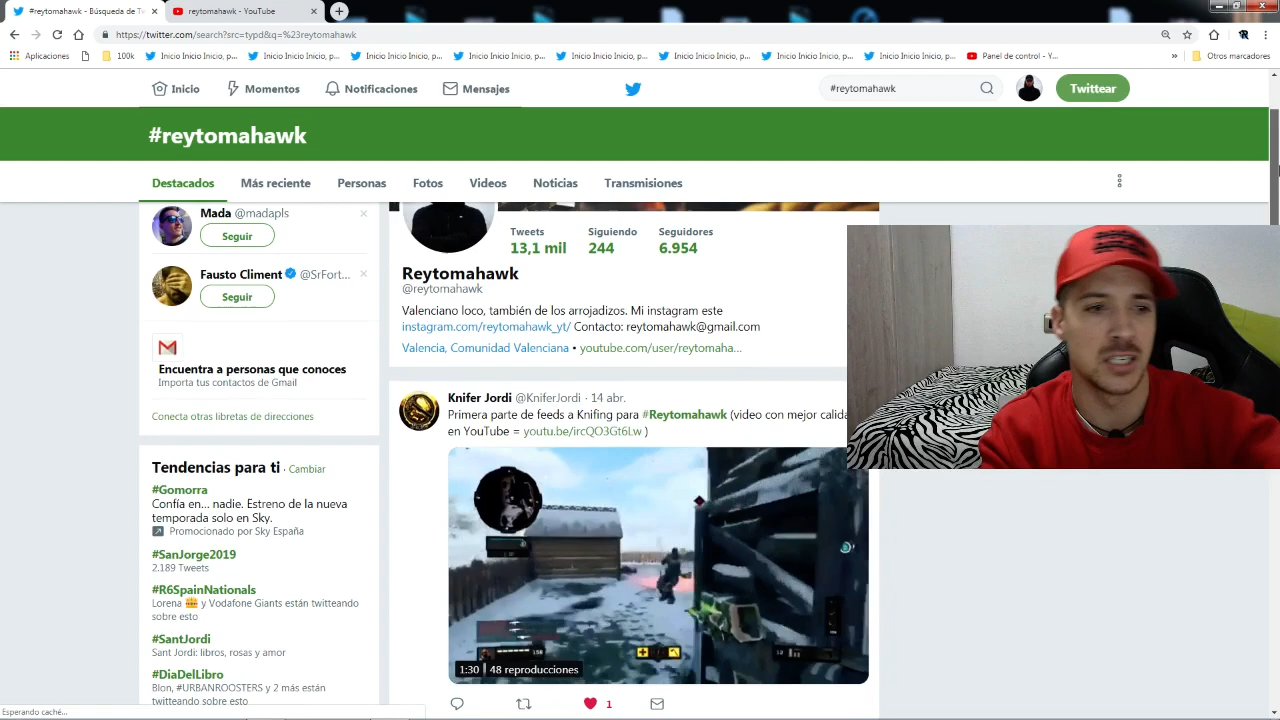 #reytomahawk - Búsqueda de Tw
reytomahawk - YouTube
https://twitter.com/search?src=typd&q=%23reytomahawk
Aplicaciones
100k
Inicio Inicio Inicio, p...
Inicio Inicio Inicio, p...
Inicio Inicio Inicio, p...
Inicio Inicio Inicio, p...
Inicio Inicio Inicio, p...
Inicio Inicio Inicio, p...
Inicio Inicio Inicio, p...
Inicio Inicio Inicio, p...
Panel de control - Y...
»
Otros marcadores
Inicio
Momentos
Notificaciones
Mensajes
#reytomahawk
Twittear
#reytomahawk
Destacados
Más reciente
Personas
Fotos
Videos
Noticias
Transmisiones
Mada @madapls
Seguir
Fausto Climent @SrFort...
Seguir
Encuentra a personas que conoces
Importa tus contactos de Gmail
Conecta otras libretas de direcciones
Tendencias para ti · Cambiar
#Gomorra
Confía en... nadie. Estreno de la nueva
temporada solo en Sky.
Promocionado por Sky España
#SanJorge2019
2.189 Tweets
#R6SpainNationals
Lorena y Vodafone Giants están twitteando
sobre esto
#SantJordi
Sant Jordi: libros, rosas y amor
#DiaDelLibro
Blon, #URBANROOSTERS y 2 más están
twitteando sobre esto
Tweets
13,1 mil
Siguiendo
244
Seguidores
6.954
Reytomahawk
@reytomahawk
Valenciano loco, también de los arrojadizos. Mi instagram este
instagram.com/reytomahawk_yt/ Contacto: reytomahawk@gmail.com
Valencia, Comunidad Valenciana • youtube.com/user/reytomaha...
Knifer Jordi @KniferJordi · 14 abr.
Primera parte de feeds a Knifing para #Reytomahawk (video con mejor calida
en YouTube = youtu.be/ircQO3Gt6Lw )
1:30 | 48 reproducciones
1
Esperando caché...